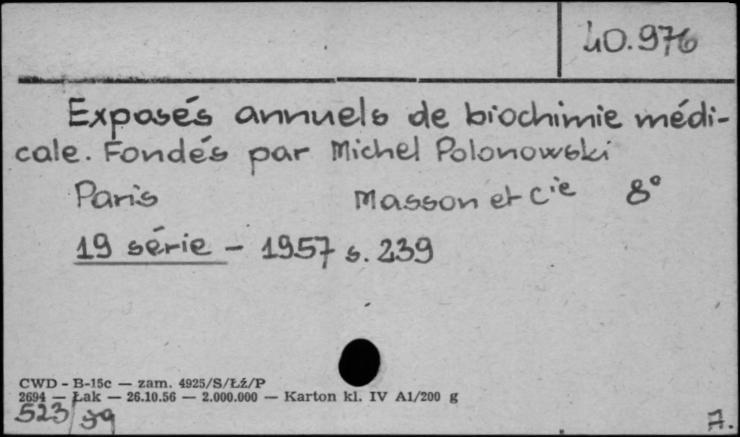 40.976
Exposés annuels de biochimie médi-
cale. Fondés par Michel Polonowski
Paris Masson et Cie 8°
19 série - 1957 s. 239
CWD - B-15c — zam. 4925/S/Łź/P
2694 — Łak — 26.10.56 — 2.000.000 — Karton kl. IV A1/200 g
523/59